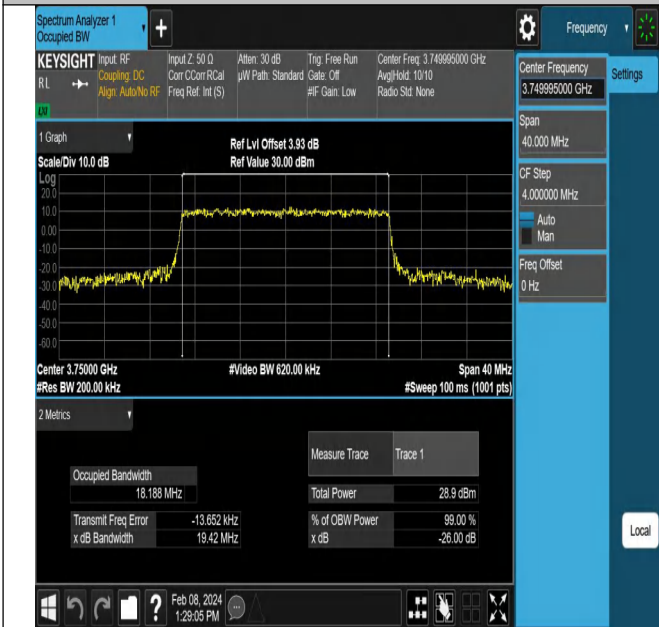 Spectrum Analyzer 1
Occupied BW
+
Frequency
KEYSIGHT
RL
LXI
Input: RF
Coupling: DC
Align: Auto/No RF
Input Z: 50 Ω
Corr CCorr RCal
Freq Ref: Int (S)
Atten: 30 dB
µW Path: Standard
Trig: Free Run
Gate: Off
#IF Gain: Low
Center Freq: 3.749995000 GHz
Avg|Hold: 10/10
Radio Std: None
Center Frequency
3.749995000 GHz
Settings
Span
40.000 MHz
CF Step
4.000000 MHz
Auto
Man
Freq Offset
0 Hz
1 Graph
Scale/Div 10.0 dB
Ref Lvl Offset 3.93 dB
Ref Value 30.00 dBm
Log
20.0
10.0
0.00
-10.0
-20.0
-30.0
-40.0
-50.0
-60.0
Center 3.75000 GHz
#Video BW 620.00 kHz
Span 40 MHz
#Res BW 200.00 kHz
#Sweep 100 ms (1001 pts)
2 Metrics
Measure Trace Trace 1
Occupied Bandwidth
18.188 MHz
Total Power 28.9 dBm
Transmit Freq Error -13.652 kHz
% of OBW Power 99.00 %
x dB Bandwidth 19.42 MHz
x dB -26.00 dB
Local
?
Feb 08, 2024
1:29:05 PM